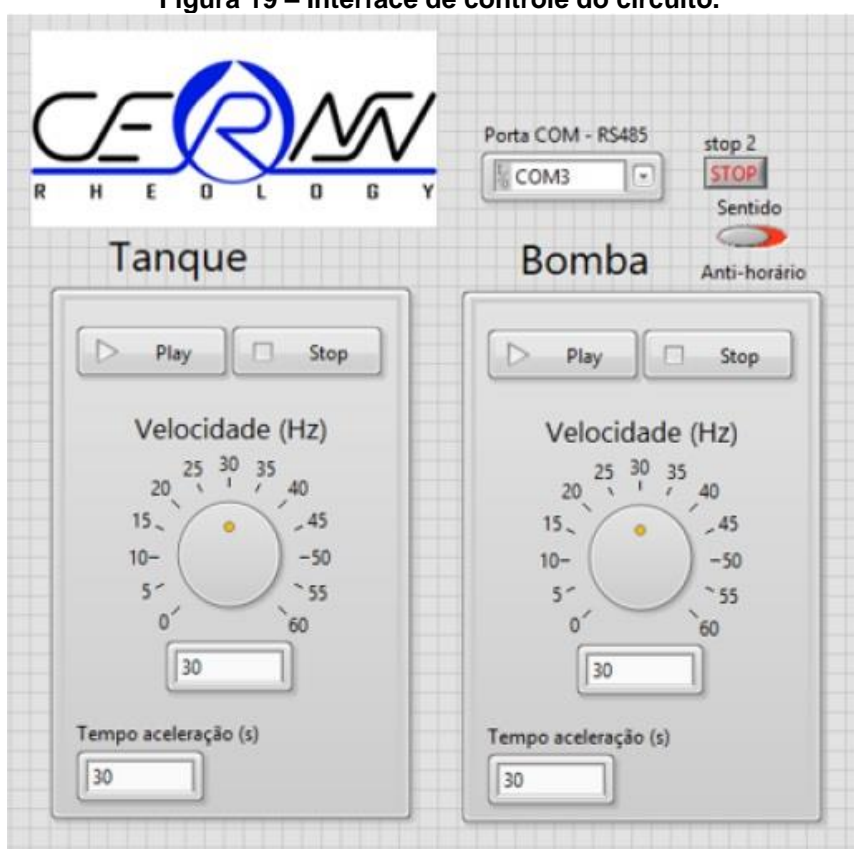 Figura 19 – Interface de controle do circuito.
CERNN
RHEOLOGY
Porta COM - RS485
COM3
stop 2
STOP
Sentido
Anti-horário
Tanque
Play
Stop
Velocidade (Hz)
0
5
10
15
20
25
30
35
40
45
50
55
60
30
Tempo aceleração (s)
30
Bomba
Play
Stop
Velocidade (Hz)
0
5
10
15
20
25
30
35
40
45
50
55
60
30
Tempo aceleração (s)
30